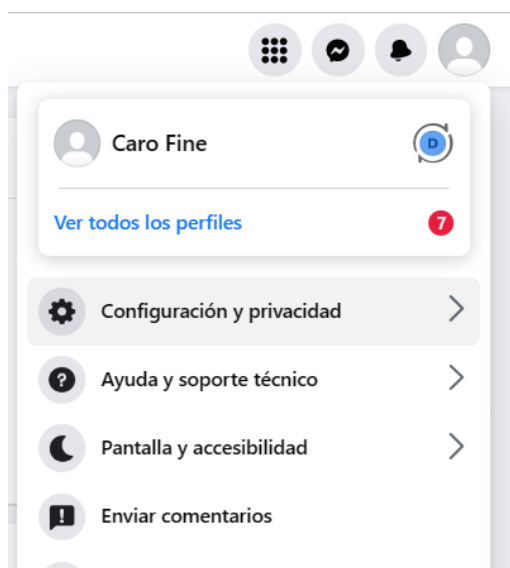 Caro Fine
D
Ver todos los perfiles
7
Configuración y privacidad
Ayuda y soporte técnico
Pantalla y accesibilidad
Enviar comentarios